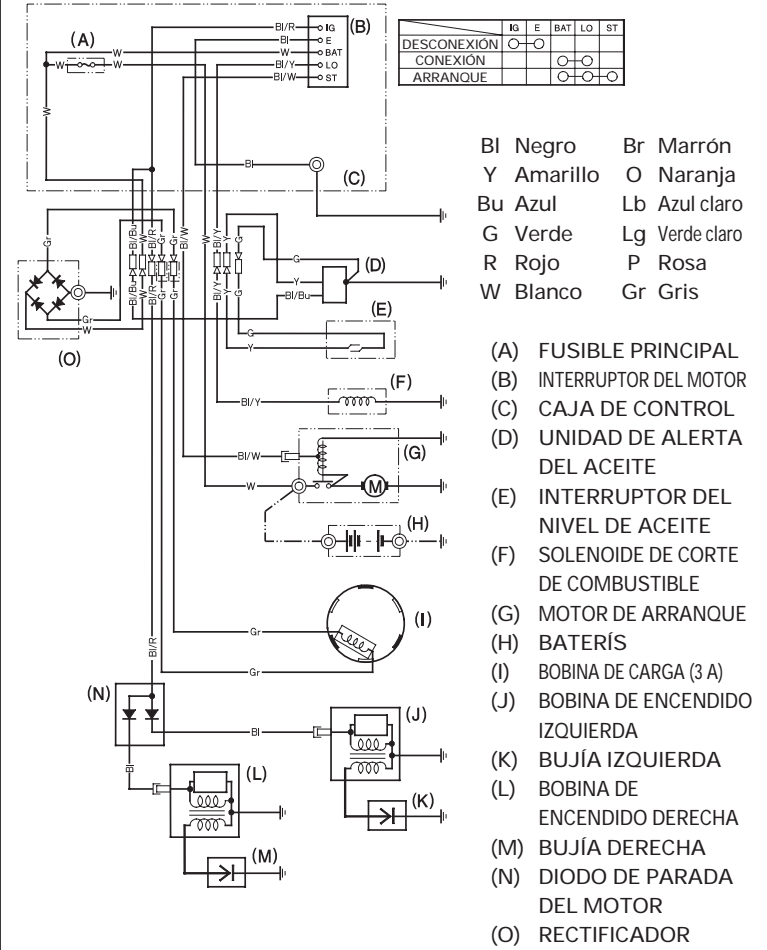 (A)
(B)
Bl/R IG
Bl E
W BAT
W W Bl/Y LO
Bl/W ST
W
Bl
(C)
IG E BAT LO ST
DESCONEXIÓN
CONEXIÓN
ARRANQUE
Bl Negro Br Marrón
Y Amarillo O Naranja
Bu Azul Lb Azul claro
G Verde Lg Verde claro
R Rojo P Rosa
W Blanco Gr Gris
Gr
Bl/Bu W Bl/R Gr Gr Bl/W W Bl/Y Y G
Bl/Bu W Bl/R Gr Gr Bl/Y Y G
G
Y
Bl/Bu
(D)
(E)
G
Y
Gr
W
(O)
(F)
Bl/Y
(G)
Bl/W
W
M
(H)
(I)
Gr
Gr
Bl/R
(N)
Bl
Bl
(J)
(K)
(L)
(M)
(A) FUSIBLE PRINCIPAL
(B) INTERRUPTOR DEL MOTOR
(C) CAJA DE CONTROL
(D) UNIDAD DE ALERTA
DEL ACEITE
(E) INTERRUPTOR DEL
NIVEL DE ACEITE
(F) SOLENOIDE DE CORTE
DE COMBUSTIBLE
(G) MOTOR DE ARRANQUE
(H) BATERÍS
(I) BOBINA DE CARGA (3 A)
(J) BOBINA DE ENCENDIDO
IZQUIERDA
(K) BUJÍA IZQUIERDA
(L) BOBINA DE
ENCENDIDO DERECHA
(M) BUJÍA DERECHA
(N) DIODO DE PARADA
DEL MOTOR
(O) RECTIFICADOR